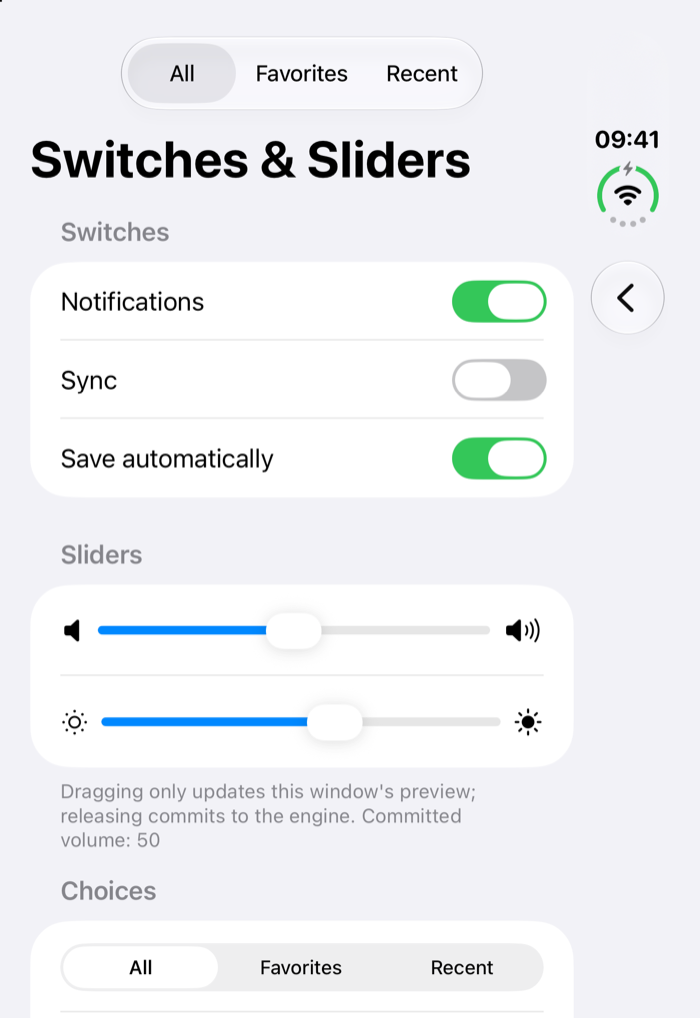 All Favorites Recent
Switches & Sliders
09:41
Switches
Notifications
Sync
Save automatically
Sliders
Dragging only updates this window's preview;
releasing commits to the engine. Committed
volume: 50
Choices
All Favorites Recent